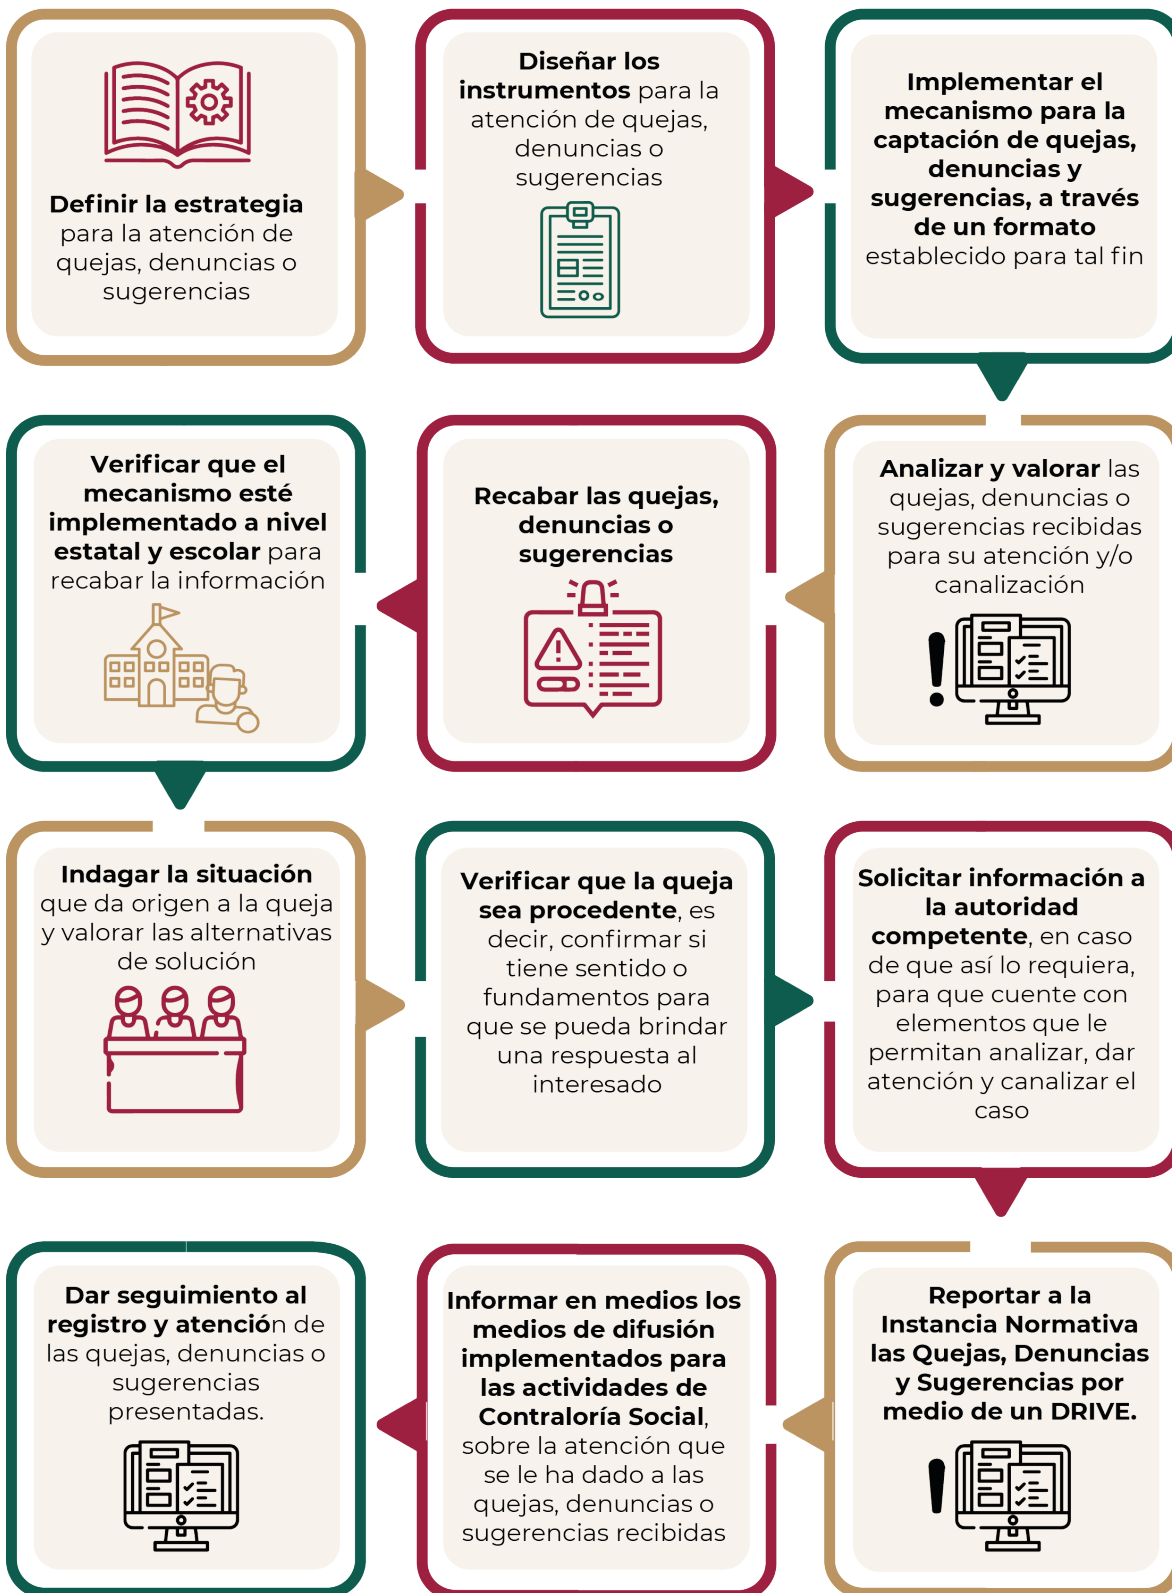 Definir la estrategia
para la atención de
quejas, denuncias o
sugerencias
Diseñar los
instrumentos para la
atención de quejas,
denuncias o
sugerencias
Implementar el
mecanismo para la
captación de quejas,
denuncias y
sugerencias, a través
de un formato
establecido para tal fin
Analizar y valorar las
quejas, denuncias o
sugerencias recibidas
para su atención y/o
canalización
Recabar las quejas,
denuncias o
sugerencias
Verificar que el
mecanismo esté
implementado a nivel
estatal y escolar para
recabar la información
Indagar la situación
que da origen a la queja
y valorar las alternativas
de solución
Verificar que la queja
sea procedente, es
decir, confirmar si
tiene sentido o
fundamentos para
que se pueda brindar
una respuesta al
interesado
Solicitar información a
la autoridad
competente, en caso
de que así lo requiera,
para que cuente con
elementos que le
permitan analizar, dar
atención y canalizar el
caso
Reportar a la
Instancia Normativa
las Quejas, Denuncias
y Sugerencias por
medio de un DRIVE.
Informar en medios los
medios de difusión
implementados para
las actividades de
Contraloría Social,
sobre la atención que
se le ha dado a las
quejas, denuncias o
sugerencias recibidas
Dar seguimiento al
registro y atención de
las quejas, denuncias o
sugerencias
presentadas.